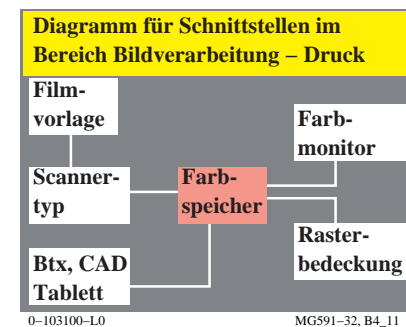 Diagramm für Schnittstellen im
Bereich Bildverarbeitung – Druck
Film-
vorlage
Farb-
monitor
Scanner-
typ
Farb-
speicher
Raster-
bedeckung
Btx, CAD
Tablett
0–103100–L0
MG591–32, B4_11